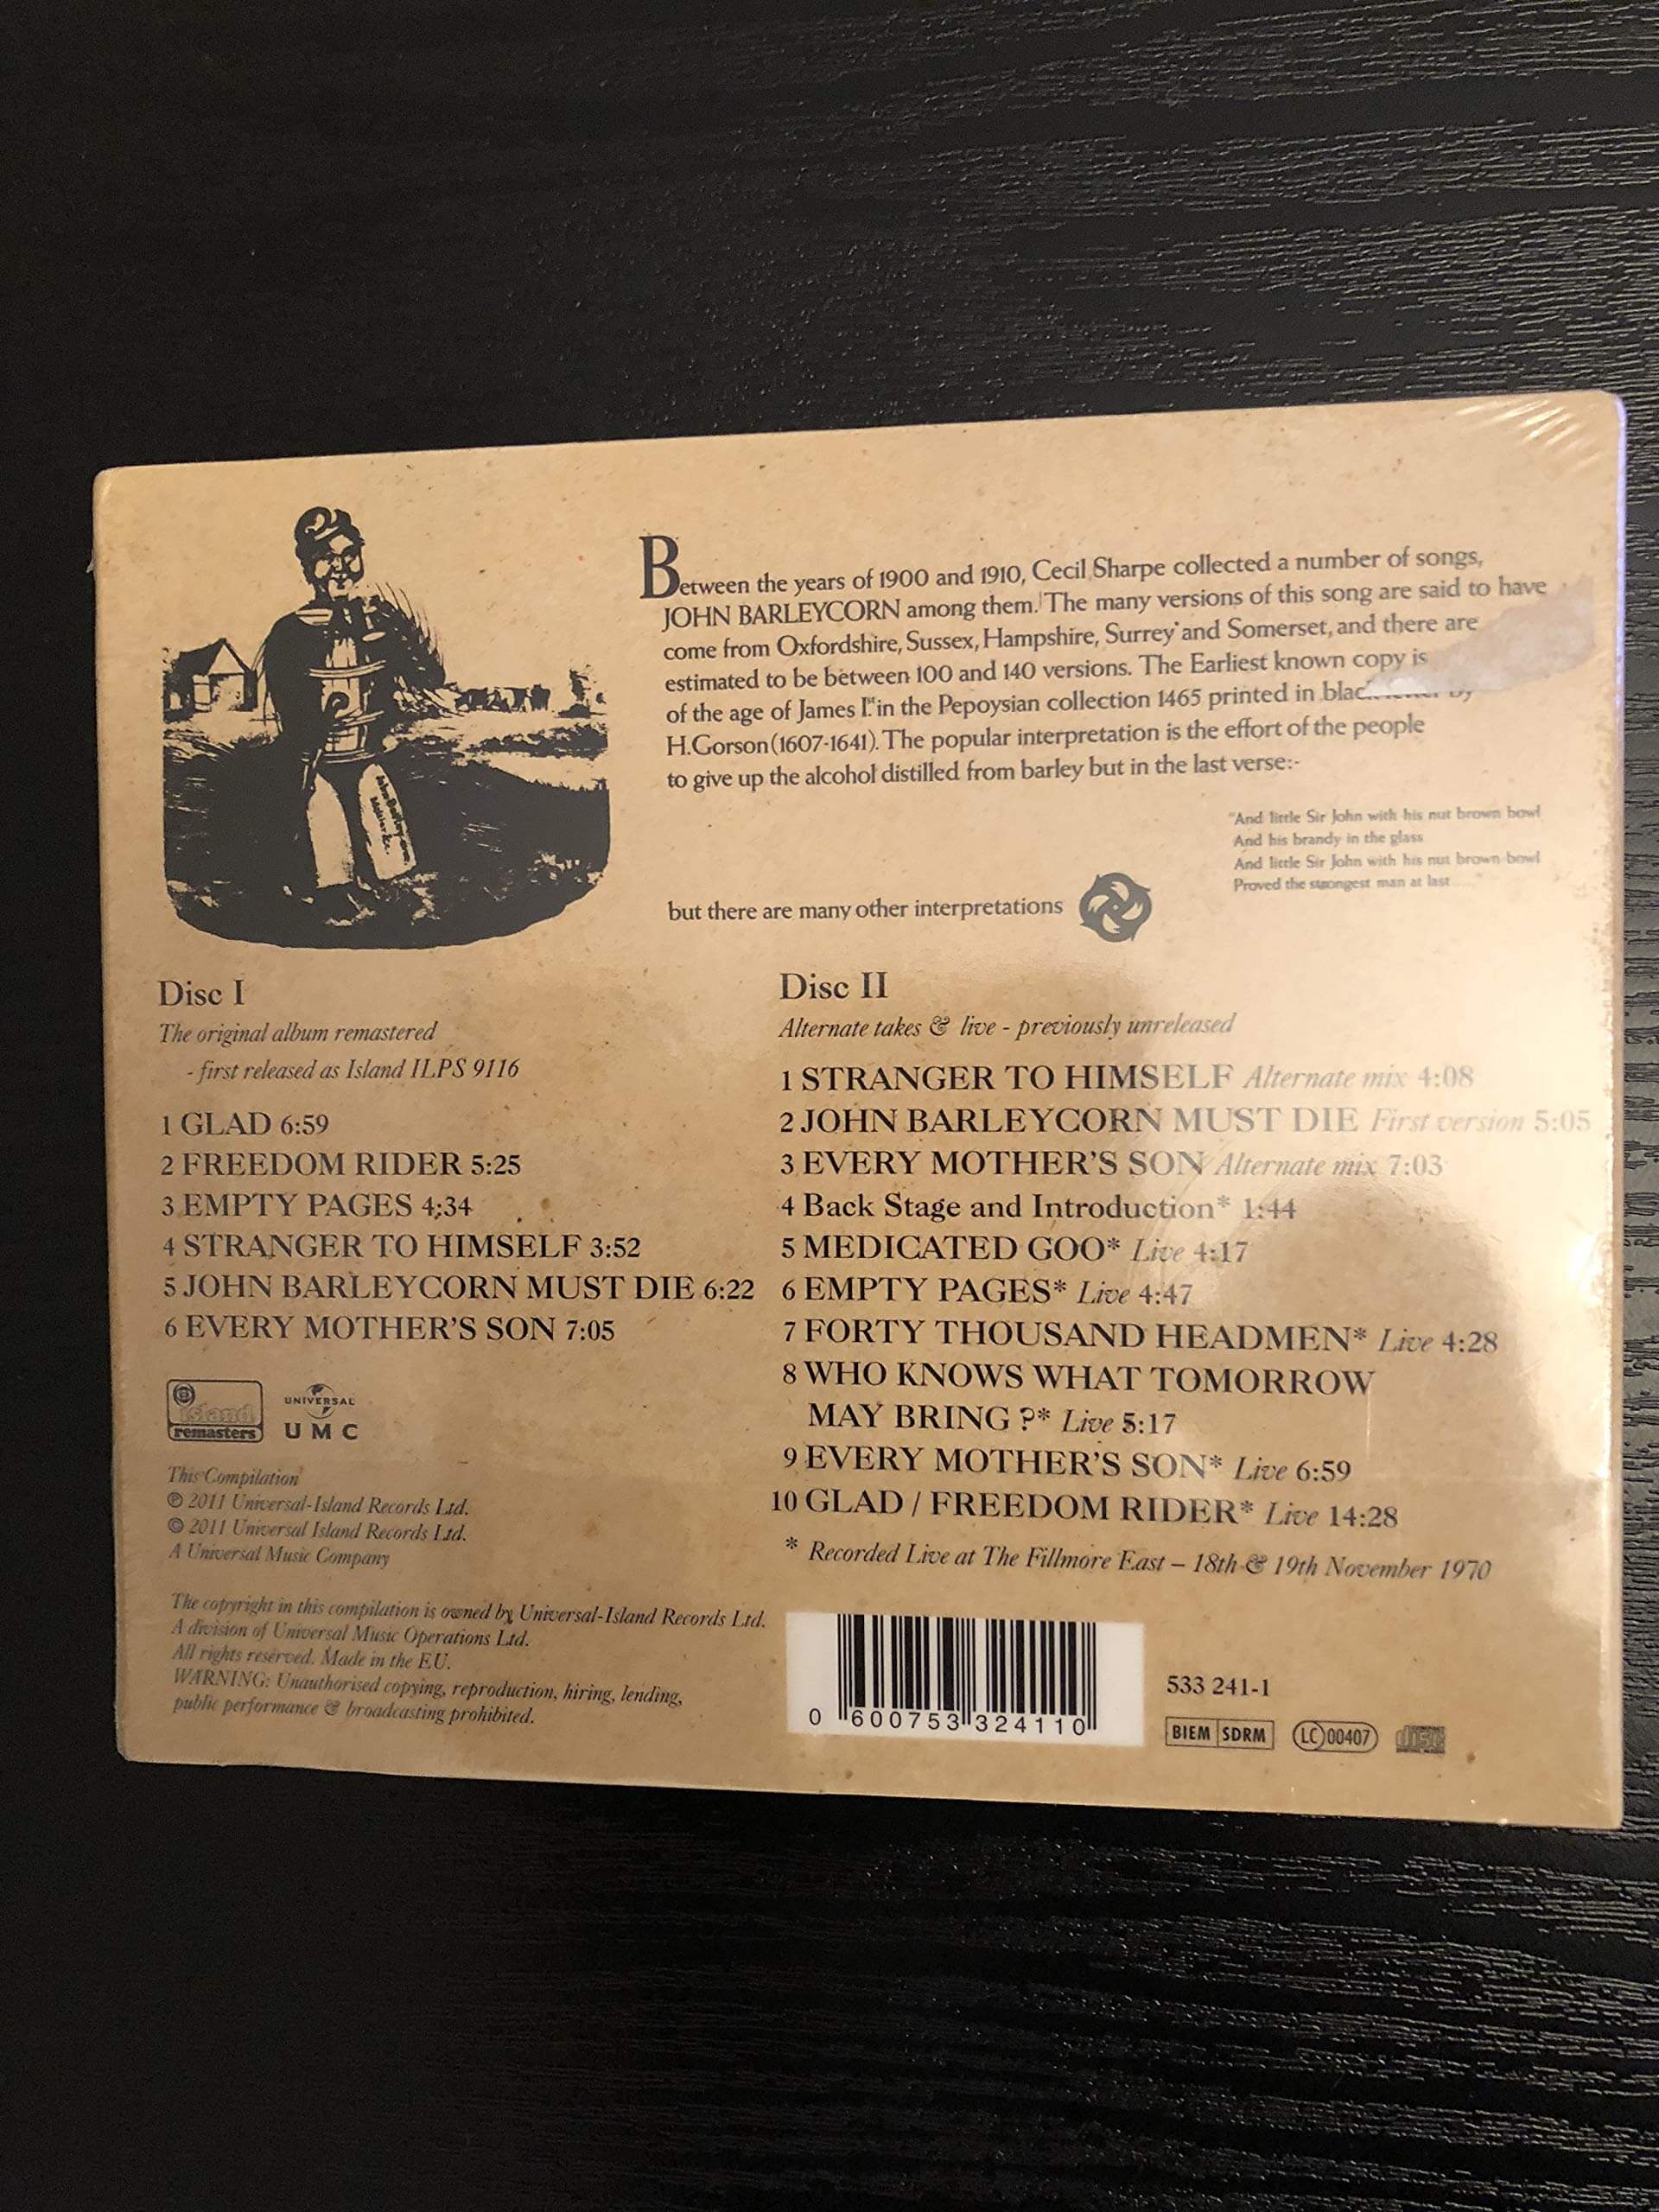 Between the years of 1900 and 1910, Cecil Sharpe collected a number of songs,
JOHN BARLEYCORN among them. The many versions of this song are said to have
come from Oxfordshire, Sussex, Hampshire, Surrey and Somerset, and there are
estimated to be between 100 and 140 versions. The Earliest known copy is
of the age of James Ist in the Pepoysian collection 1465 printed in by
H.Gorson (1607-1641). The popular interpretation is the effort of the people
to give up the alcohol distilled from barley but in the last verse:-
"And little Sir John with his nut brown bowl
And his brandy in the glass
And little Sir John with his nut brown bowl
Proved the strongest man at last
but there are many other interpretations
Disc I
The original album remastered
- first released as Island ILPS 9116
1 GLAD 6:59
2 FREEDOM RIDER 5:25
3 EMPTY PAGES 4:34
4 STRANGER TO HIMSELF 3:52
5 JOHN BARLEYCORN MUST DIE 6:22
6 EVERY MOTHER'S SON 7:05
Disc II
Alternate takes & live - previously unreleased
1 STRANGER TO HIMSELF Alternate mix 4:08
2 JOHN BARLEYCORN MUST DIE First version 5:05
3 EVERY MOTHER'S SON Alternate mix 7:03
4 Back Stage and Introduction* 1:44
5 MEDICATED GOO* Live 4:17
6 EMPTY PAGES* Live 4:47
7 FORTY THOUSAND HEADMEN* Live 4:28
8 WHO KNOWS WHAT TOMORROW
MAY BRING ?* Live 5:17
9 EVERY MOTHER'S SON* Live 6:59
10 GLAD / FREEDOM RIDER* Live 14:28
* Recorded Live at The Fillmore East – 18th & 19th November 1970
island
remasters
UNIVERSAL
UMC
This Compilation
℗ 2011 Universal-Island Records Ltd.
© 2011 Universal Island Records Ltd.
A Universal Music Company
The copyright in this compilation is owned by Universal-Island Records Ltd.
A division of Universal Music Operations Ltd.
All rights reserved. Made in the E.U.
WARNING: Unauthorised copying, reproduction, hiring, lending,
public performance & broadcasting prohibited.
0 600753 324110
533 241-1
BIEM SDRM LC 00407 disc